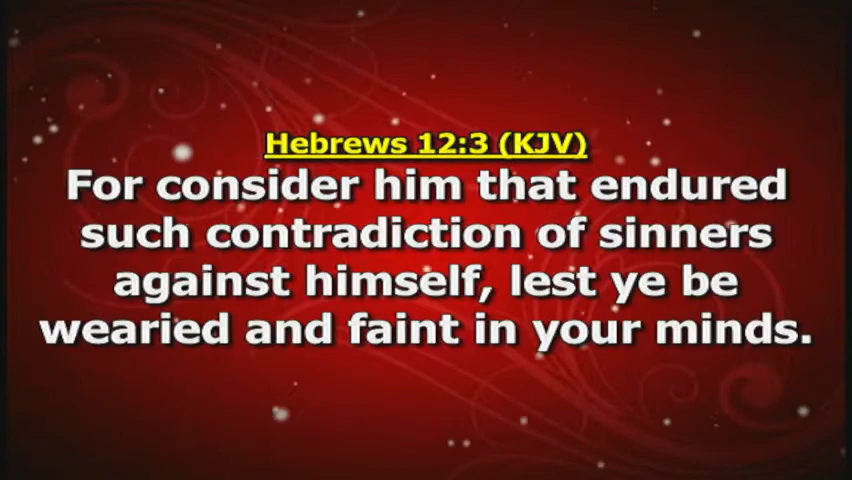 Hebrews 12:3 (KJV)
For consider him that endured
such contradiction of sinners
against himself, lest ye be
wearied and faint in your minds.